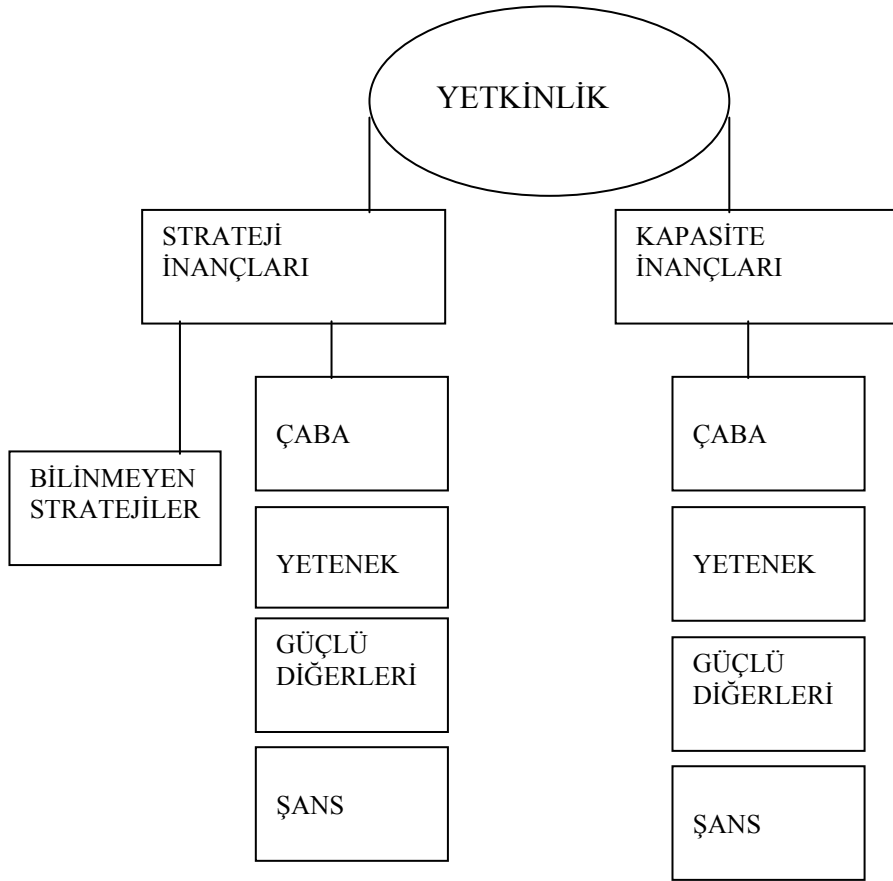 YETKİNLİK
STRATEJİ
İNANÇLARI
KAPASİTE
İNANÇLARI
BİLİNMEYEN
STRATEJİLER
ÇABA
YETENEK
GÜÇLÜ
DİĞERLERİ
ŞANS
ÇABA
YETENEK
GÜÇLÜ
DİĞERLERİ
ŞANS